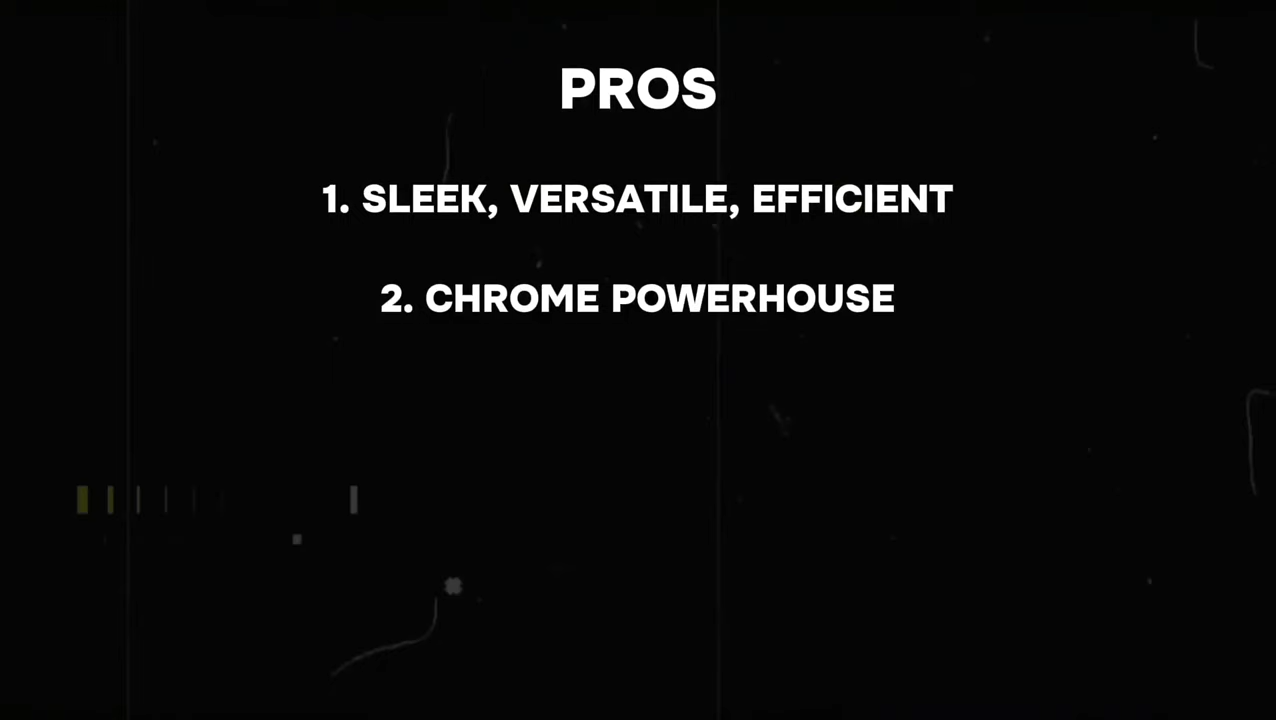 PROS
1. SLEEK, VERSATILE, EFFICIENT
2. CHROME POWERHOUSE